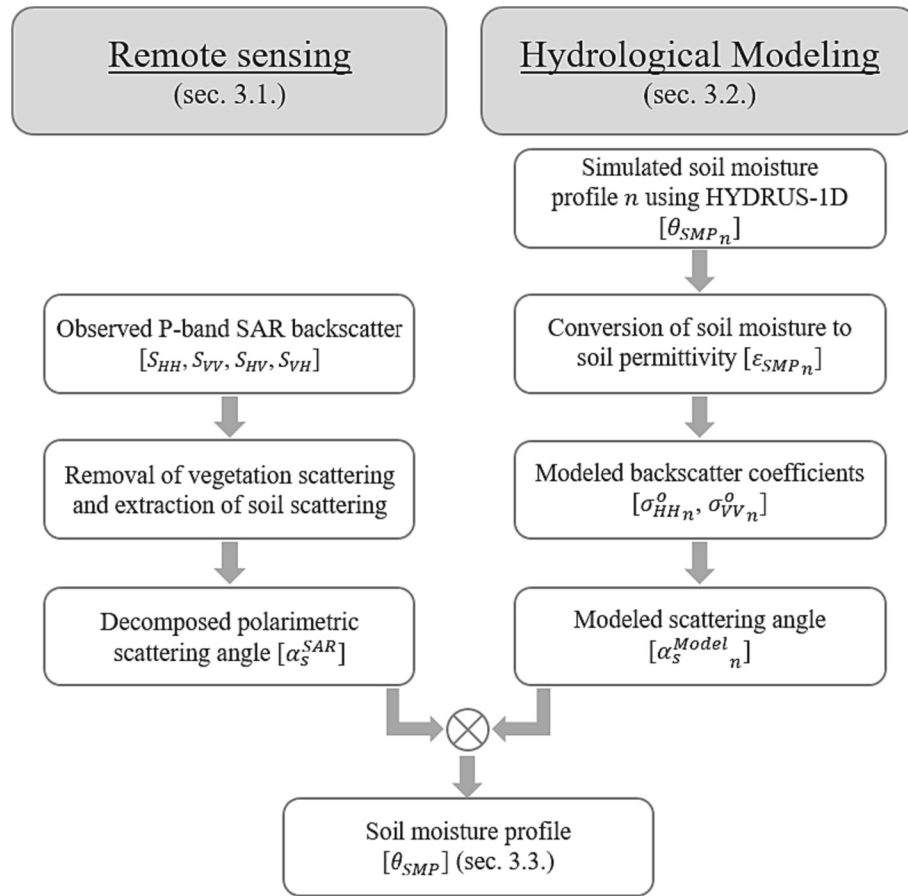 Remote sensing
(sec. 3.1.)
Hydrological Modeling
(sec. 3.2.)
Simulated soil moisture
profile n using HYDRUS-1D
[θ_{SMP_n}]
Observed P-band SAR backscatter
[S_{HH}, S_{VV}, S_{HV}, S_{VH}]
Conversion of soil moisture to
soil permittivity [ε_{SMP_n}]
Removal of vegetation scattering
and extraction of soil scattering
Modeled backscatter coefficients
[σ^o_{HH_n}, σ^o_{VV_n}]
Decomposed polarimetric
scattering angle [α_s^{SAR}]
Modeled scattering angle
[α_s^{Model}_n]
Soil moisture profile
[θ_{SMP}] (sec. 3.3.)